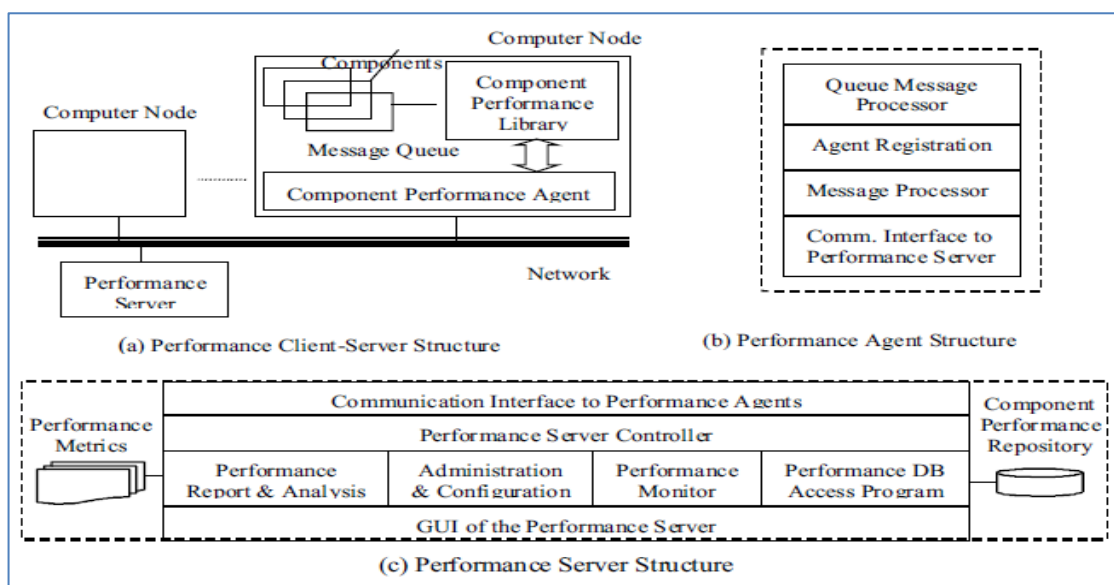 Computer Node
Components
Component
Performance
Library
Computer Node
Message Queue
Component Performance Agent
Network
Performance
Server
(a) Performance Client-Server Structure
Queue Message
Processor
Agent Registration
Message Processor
Comm. Interface to
Performance Server
(b) Performance Agent Structure
Performance
Metrics
Communication Interface to Performance Agents
Performance Server Controller
Performance
Report & Analysis
Administration
& Configuration
Performance
Monitor
Performance DB
Access Program
GUI of the Performance Server
Component
Performance
Repository
(c) Performance Server Structure